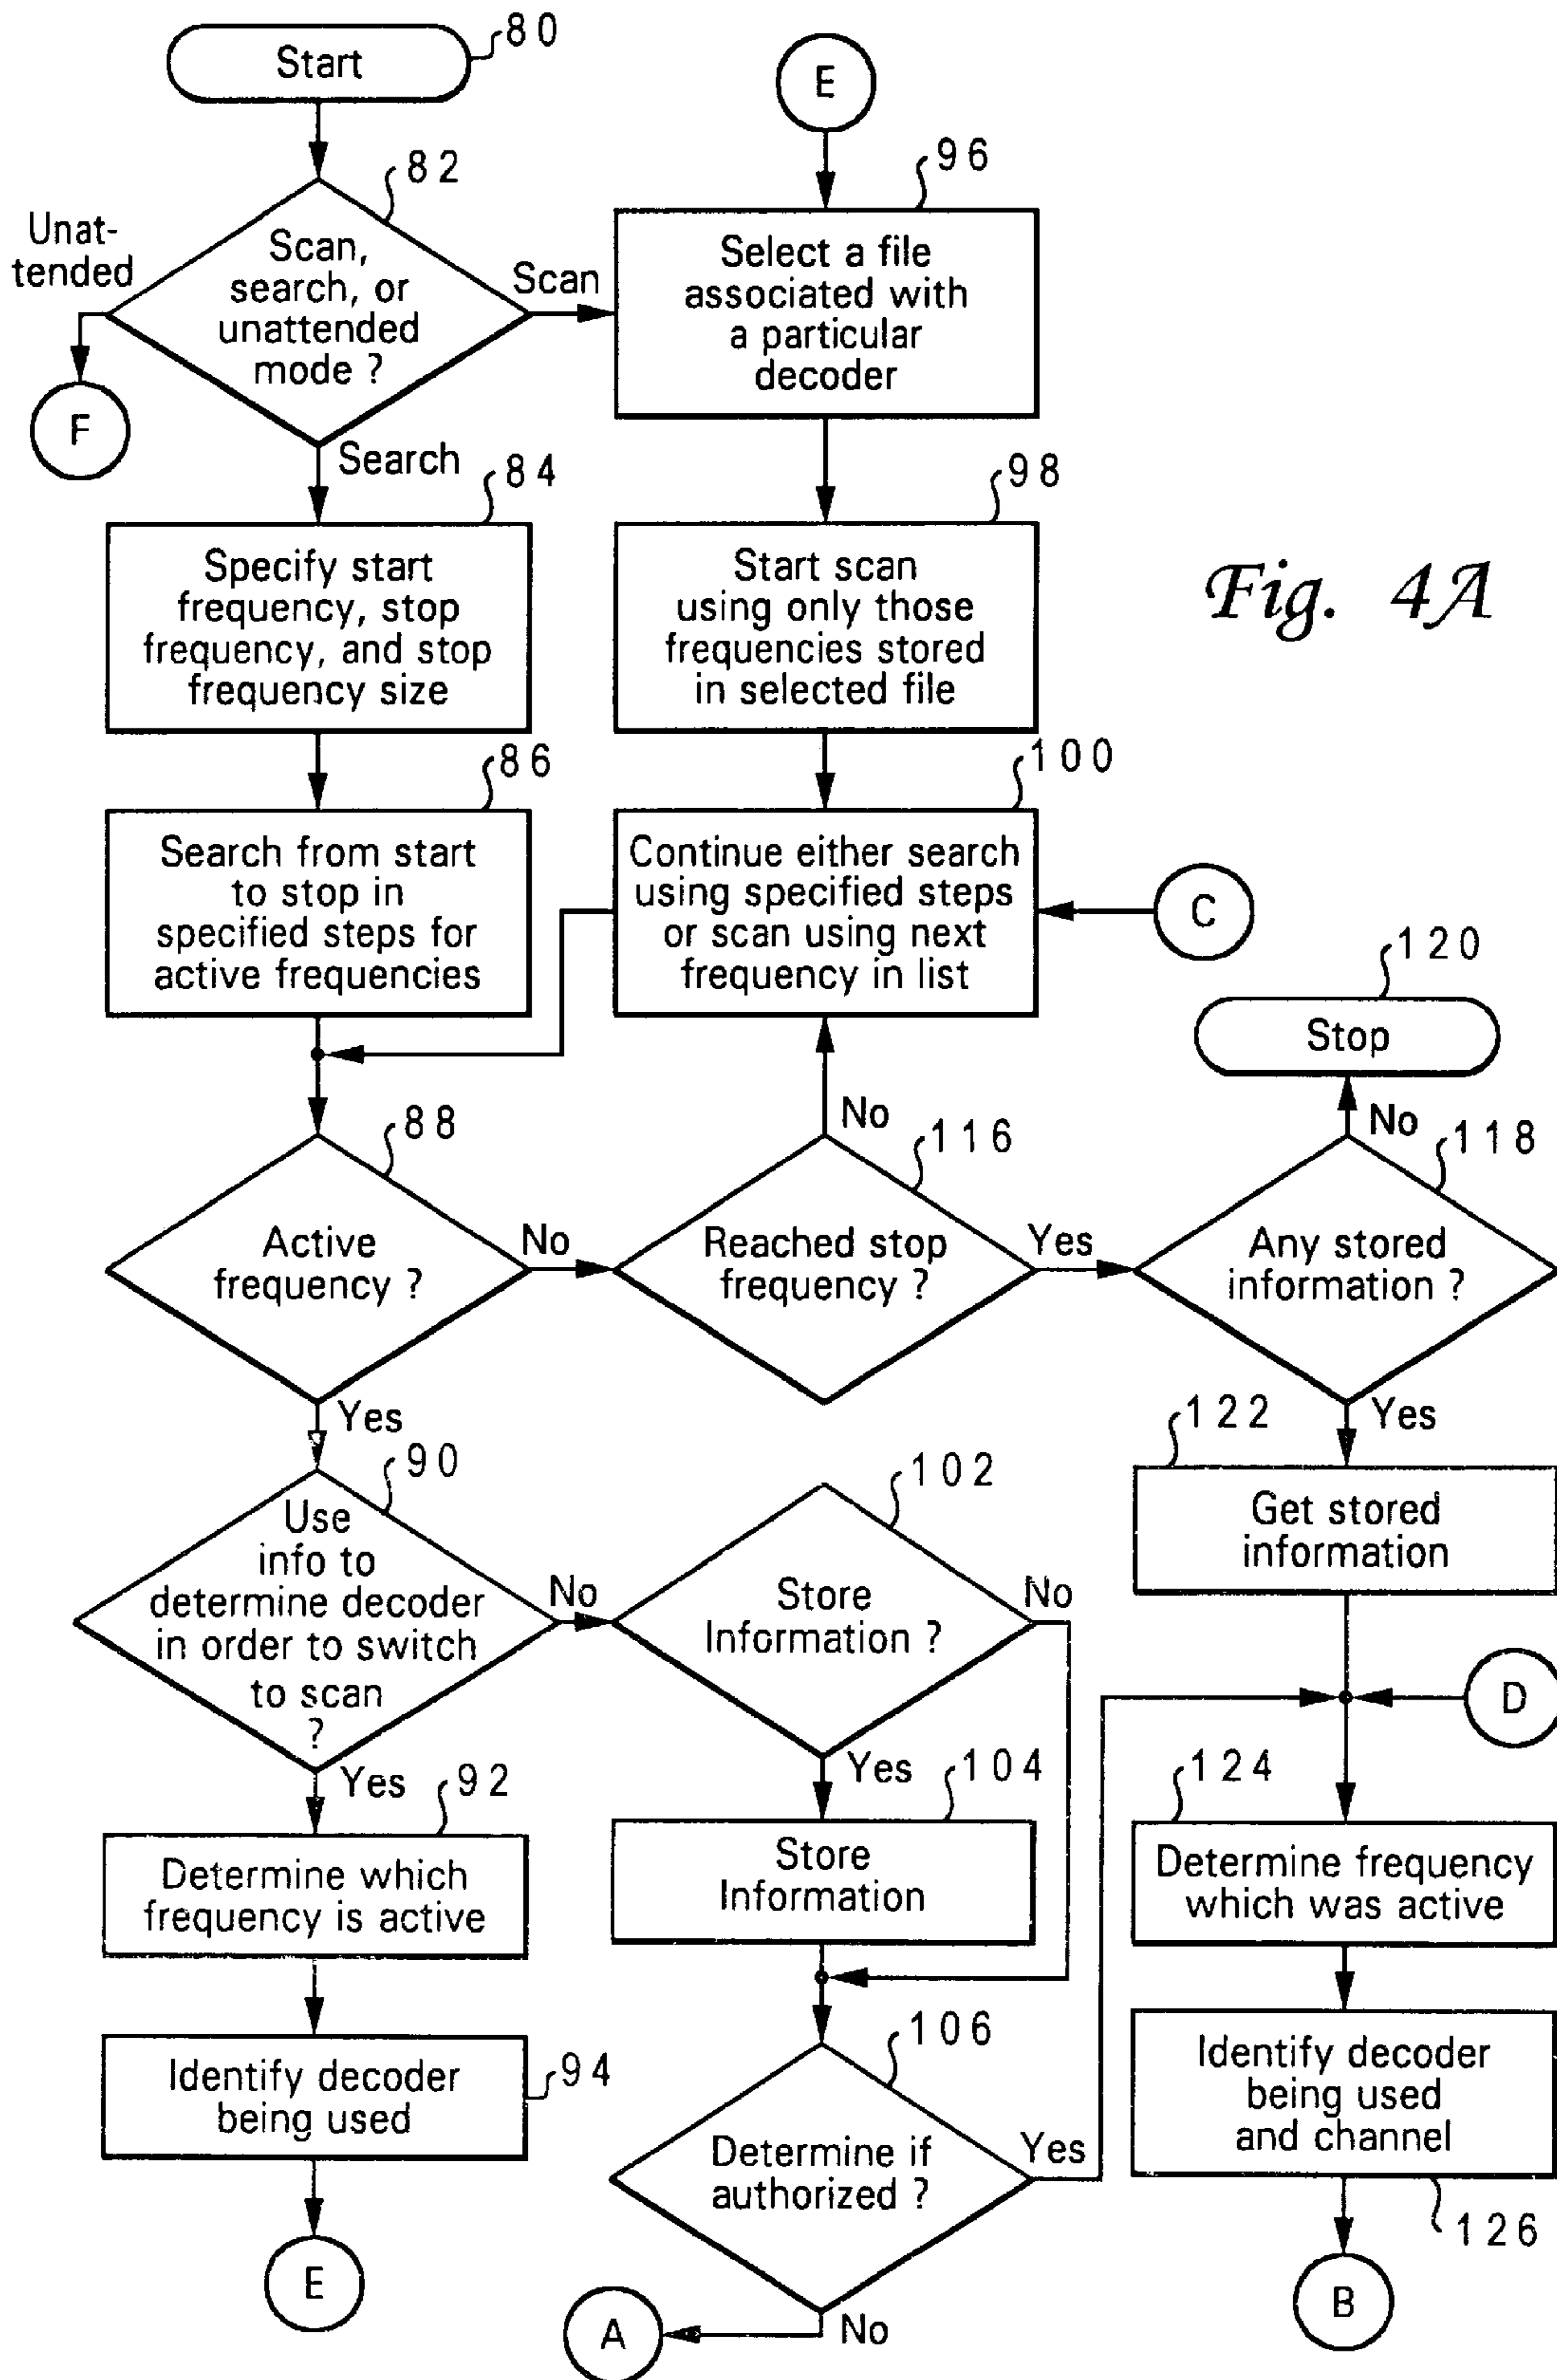 Start
80
E
82
96
Unat-
tended
Scan,
search, or
unattended
mode ?
Scan
Select a file
associated with
a particular
decoder
F
Search
84
98
Specify start
frequency, stop
frequency, and stop
frequency size
Start scan
using only those
frequencies stored
in selected file
Fig. 4A
86
100
Search from start
to stop in
specified steps for
active frequencies
Continue either search
using specified steps
or scan using next
frequency in list
C
120
Stop
88
No
116
No
118
Active
frequency ?
No
Reached stop
frequency ?
Yes
Any stored
information ?
Yes
90
102
122
Yes
Use
info to
determine decoder
in order to switch
to scan
?
No
Store
Information ?
No
Get stored
information
D
Yes
92
Yes
104
124
Determine which
frequency is active
Store
Information
Determine frequency
which was active
106
Identify decoder
being used
94
Determine if
authorized ?
Yes
Identify decoder
being used
and channel
126
E
A
No
B